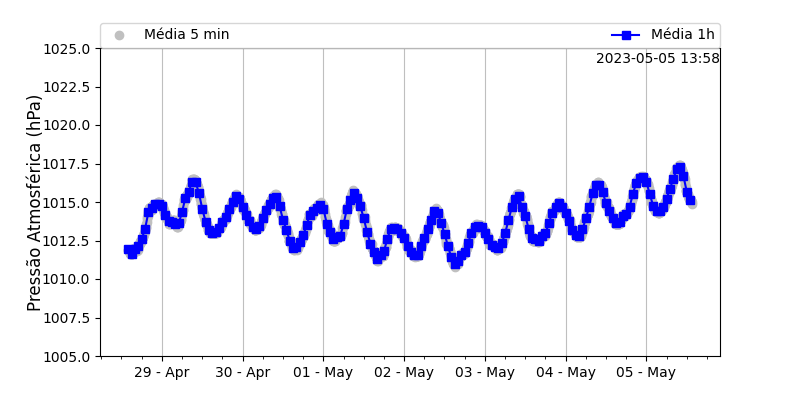 Média 5 min
Média 1h
2023-05-05 13:58
Pressão Atmosférica (hPa)
1025.0
1022.5
1020.0
1017.5
1015.0
1012.5
1010.0
1007.5
1005.0
29 - Apr
30 - Apr
01 - May
02 - May
03 - May
04 - May
05 - May